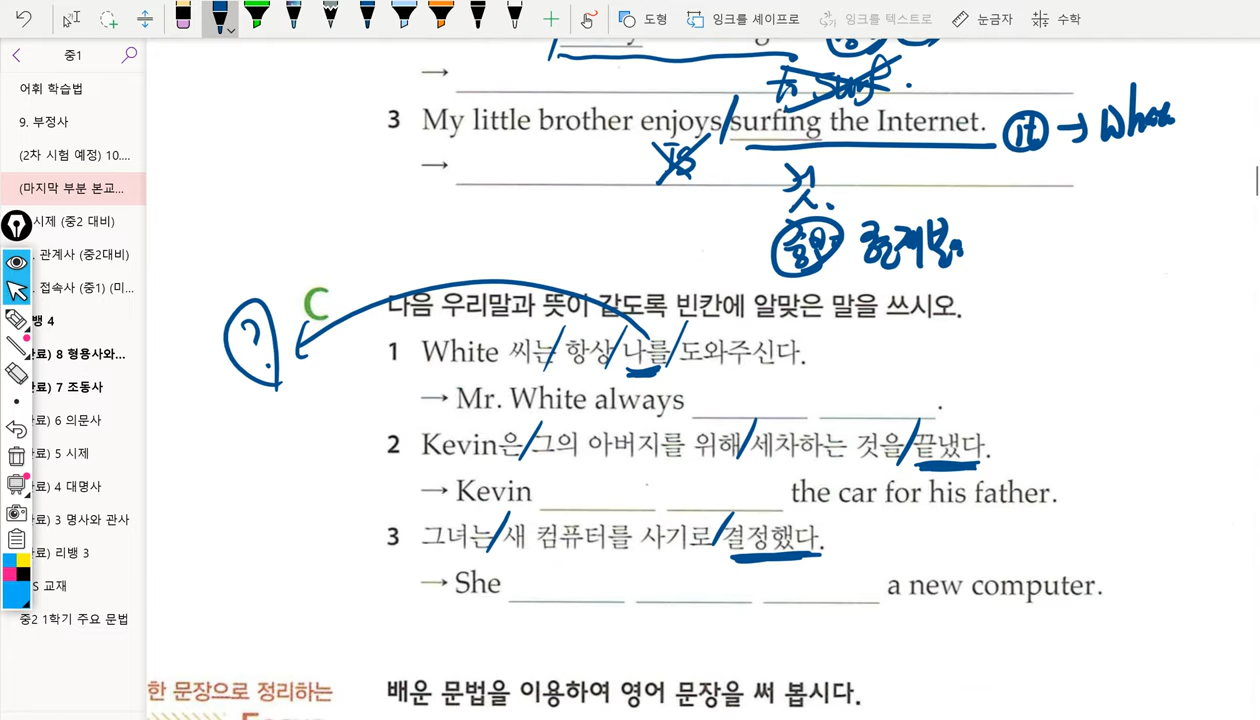 도형
잉크를 셰이프로
잉크를 텍스트로
눈금자
수학
중1
어휘 학습법
9. 부정사
(2차 시험 예정) 10....
(마지막 부분 본교...
시제 (중2 대비)
. 관계사 (중2대비)
. 접속사 (중1) (미...
뱅 4
란료) 8 형용사와...
란료) 7 조동사
란료) 6 의문사
란료) 5 시제
란료) 4 대명사
란료) 3 명사와 관사
란료) 리뱅 3
S 교재
중2 1학기 주요 문법
→
3 My little brother enjoys surfing the Internet.
it →
→
것
C 다음 우리말과 뜻이 같도록 빈칸에 알맞은 말을 쓰시오.
?
1 White 씨는 항상 나를 도와주신다.
→ Mr. White always .
2 Kevin은 그의 아버지를 위해 세차하는 것을 끝냈다.
→ Kevin the car for his father.
3 그녀는 새 컴퓨터를 사기로 결정했다.
→ She a new computer.
한 문장으로 정리하는
배운 문법을 이용하여 영어 문장을 써 봅시다.